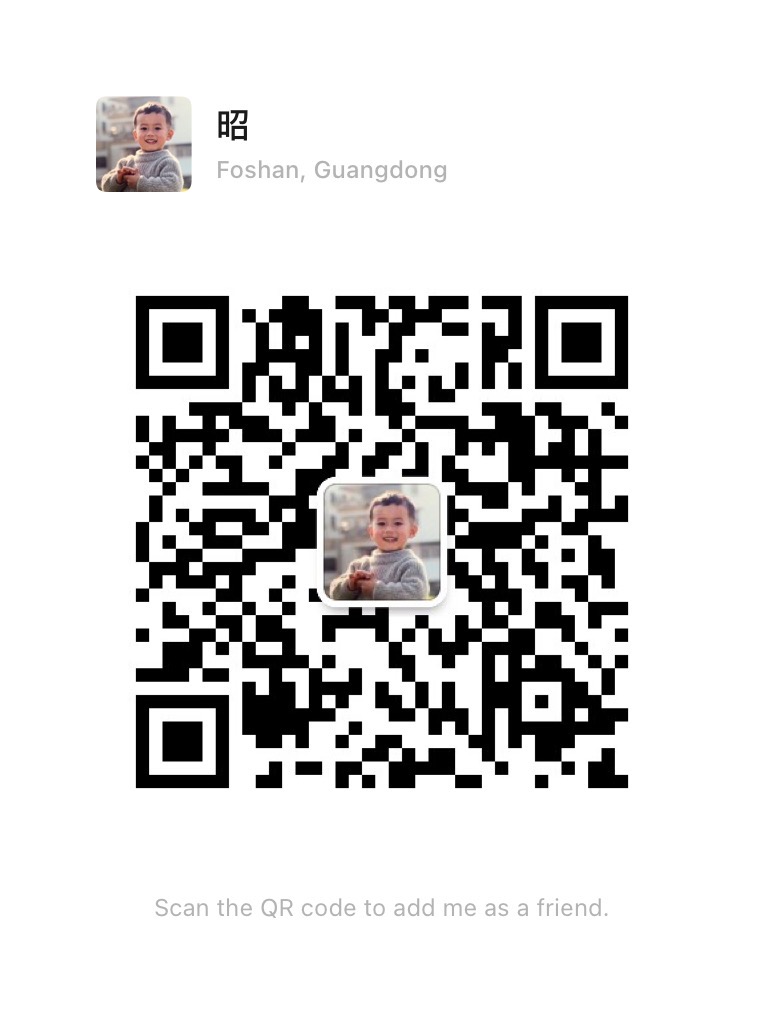 昭
Foshan, Guangdong
Scan the QR code to add me as a friend.